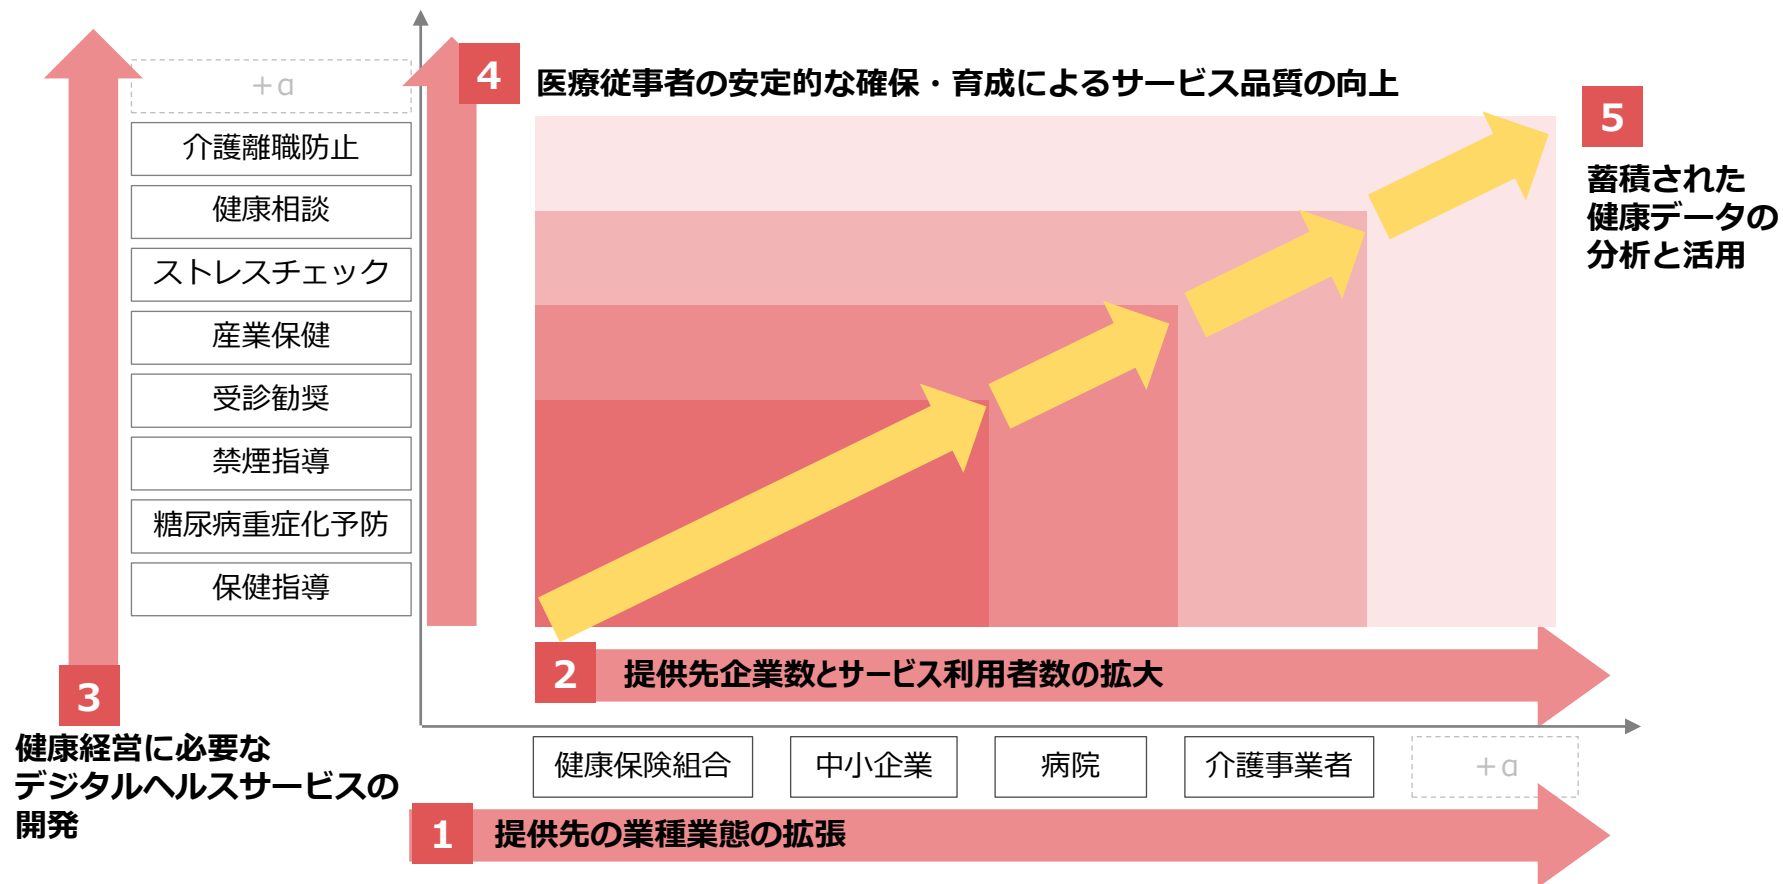 4
医療従事者の安定的な確保・育成によるサービス品質の向上
5
蓄積された
健康データの
分析と活用
+α
介護離職防止
健康相談
ストレスチェック
産業保健
受診勧奨
禁煙指導
糖尿病重症化予防
保健指導
3
健康経営に必要な
デジタルヘルスサービスの
開発
2
提供先企業数とサービス利用者数の拡大
健康保険組合
中小企業
病院
介護事業者
+α
1
提供先の業種業態の拡張